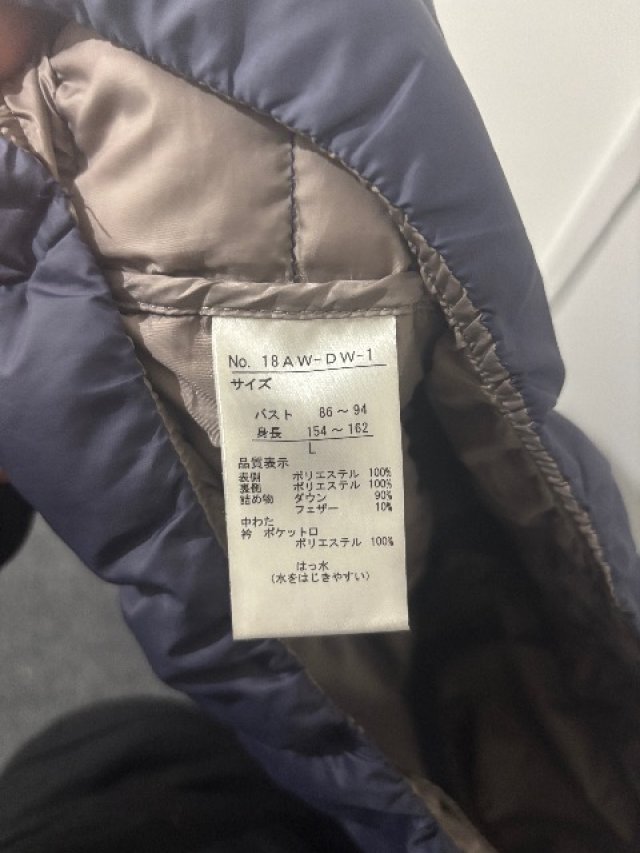 No. 18AW-DW-1
サイズ
バスト 86～94
身長 154～162
L
品質表示
表側 ポリエステル 100%
裏側 ポリエステル 100%
詰め物 ダウン 90%
フェザー 10%
中わた
衿 ポケット口
ポリエステル 100%
はっ水
(水をはじきやすい)